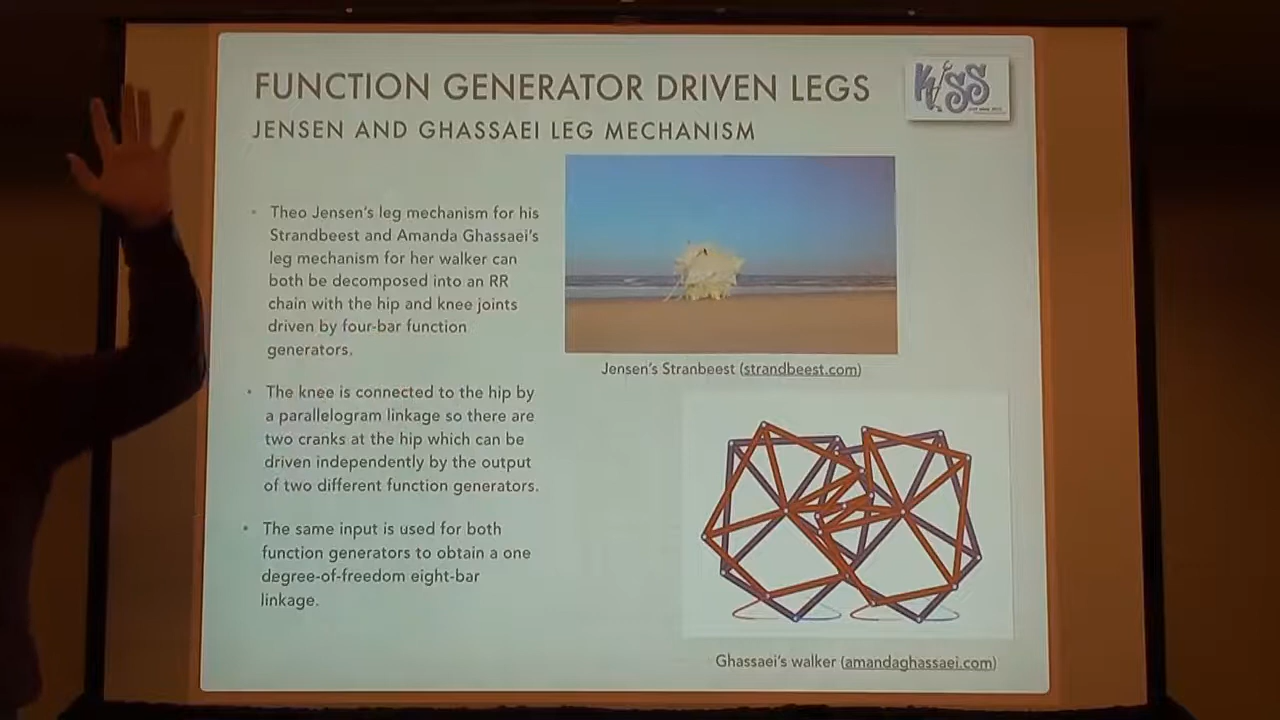 FUNCTION GENERATOR DRIVEN LEGS
KISS
JENSEN AND GHASSAEI LEG MECHANISM
• Theo Jensen's leg mechanism for his
Strandbeest and Amanda Ghassaei's
leg mechanism for her walker can
both be decomposed into an RR
chain with the hip and knee joints
driven by four-bar function
generators.
Jensen's Stranbeest (strandbeest.com)
• The knee is connected to the hip by
a parallelogram linkage so there are
two cranks at the hip which can be
driven independently by the output
of two different function generators.
• The same input is used for both
function generators to obtain a one
degree-of-freedom eight-bar
linkage.
Ghassaei's walker (amandaghassaei.com)